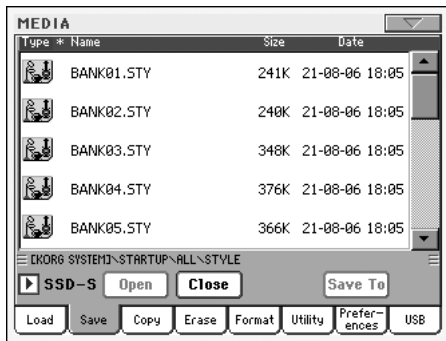 MEDIA
Type * Name Size Date
BANK01.STY 241K 21-08-06 18:05
BANK02.STY 240K 21-08-06 18:05
BANK03.STY 348K 21-08-06 18:05
BANK04.STY 376K 21-08-06 18:05
BANK05.STY 366K 21-08-06 18:05
[KORG SYSTEM]\STARTUP\ALL\STYLE
SSD-S Open Close Save To
Load Save Copy Erase Format Utility Prefer-ences USB